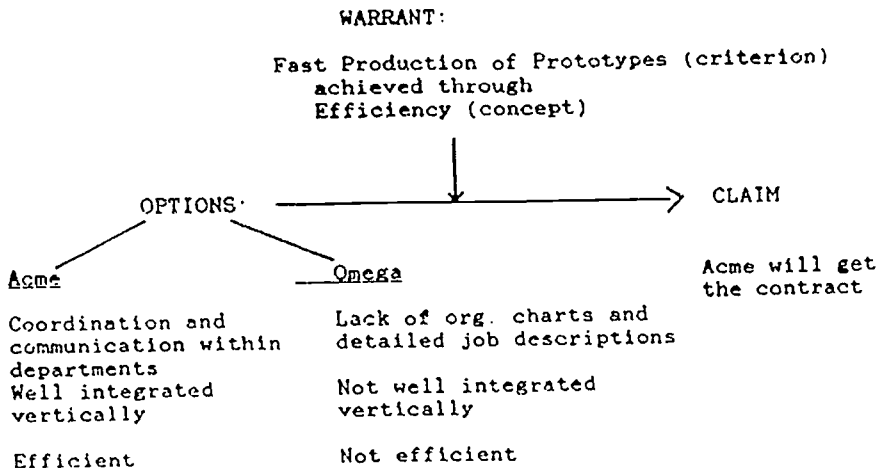 WARRANT:
Fast Production of Prototypes (criterion)
achieved through
Efficiency (concept)
OPTIONS
CLAIM
Acme
Omega
Acme will get
the contract
Coordination and
communication within
departments
Well integrated
vertically
Efficient
Lack of org. charts and
detailed job descriptions
Not well integrated
vertically
Not efficient